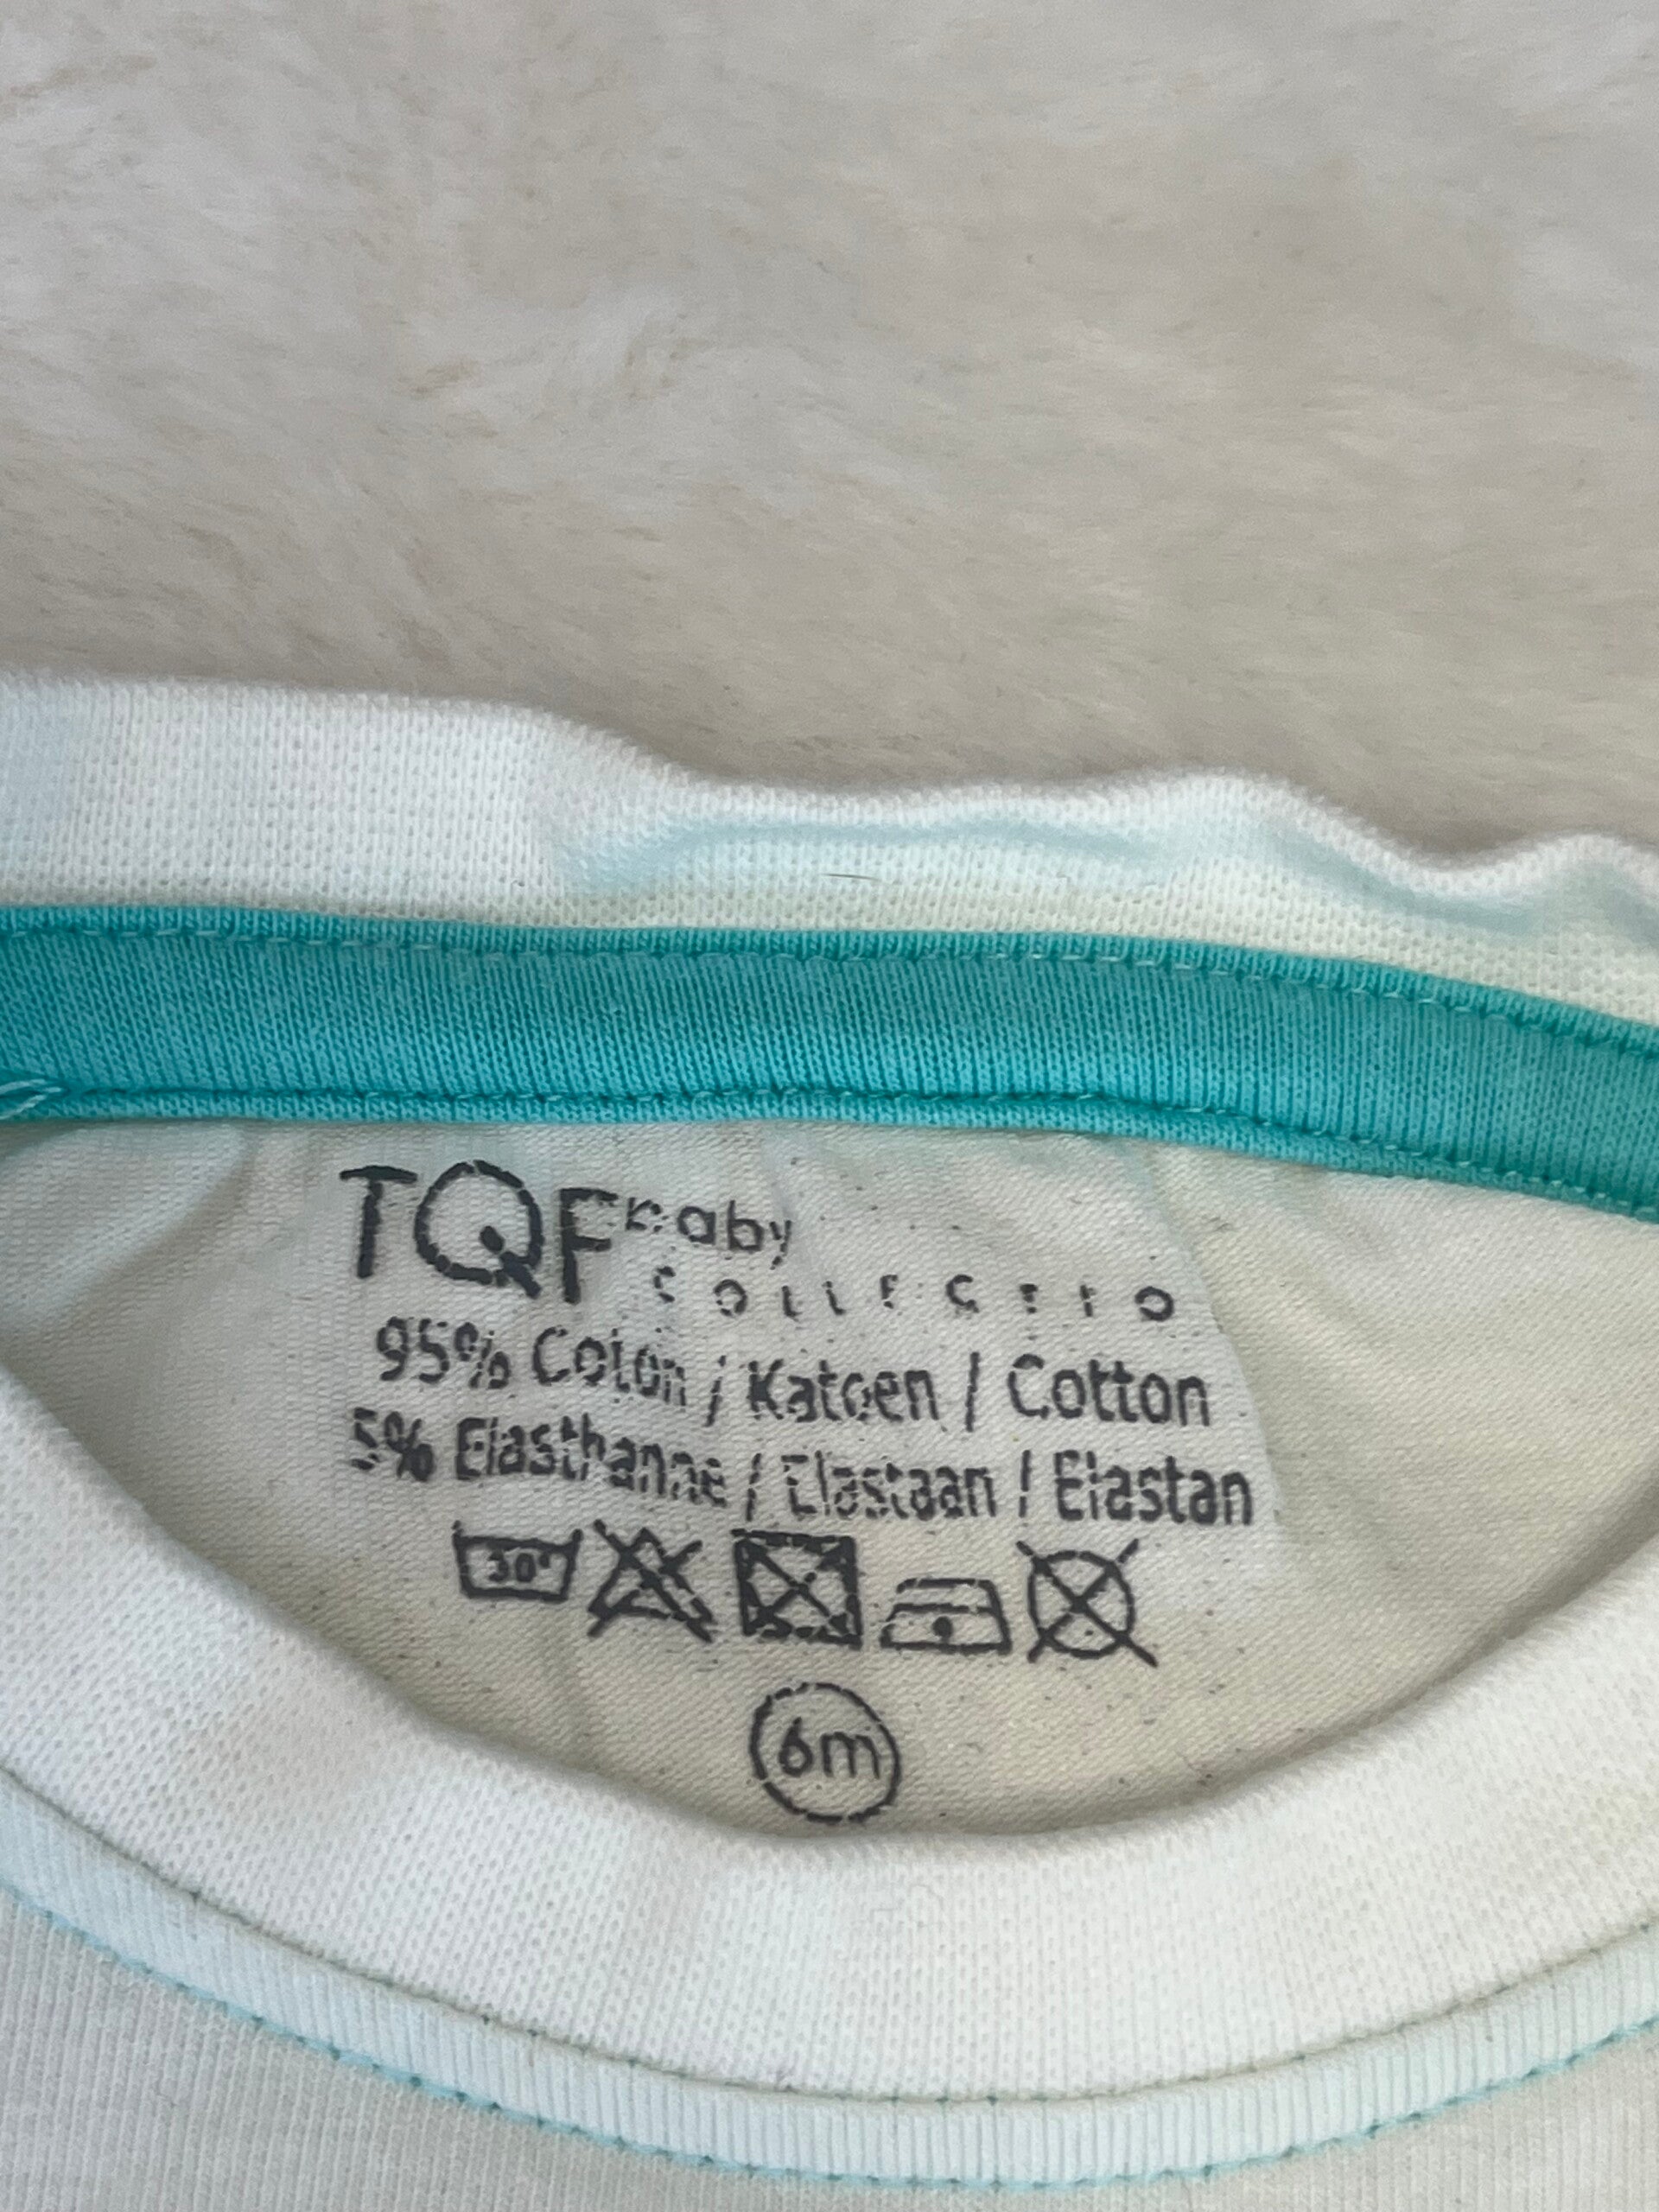 TQF baby
COLLECTIO
95% Coton / Katoen / Cotton
5% Elasthanne / Elastaan / Elastan
30°
6m